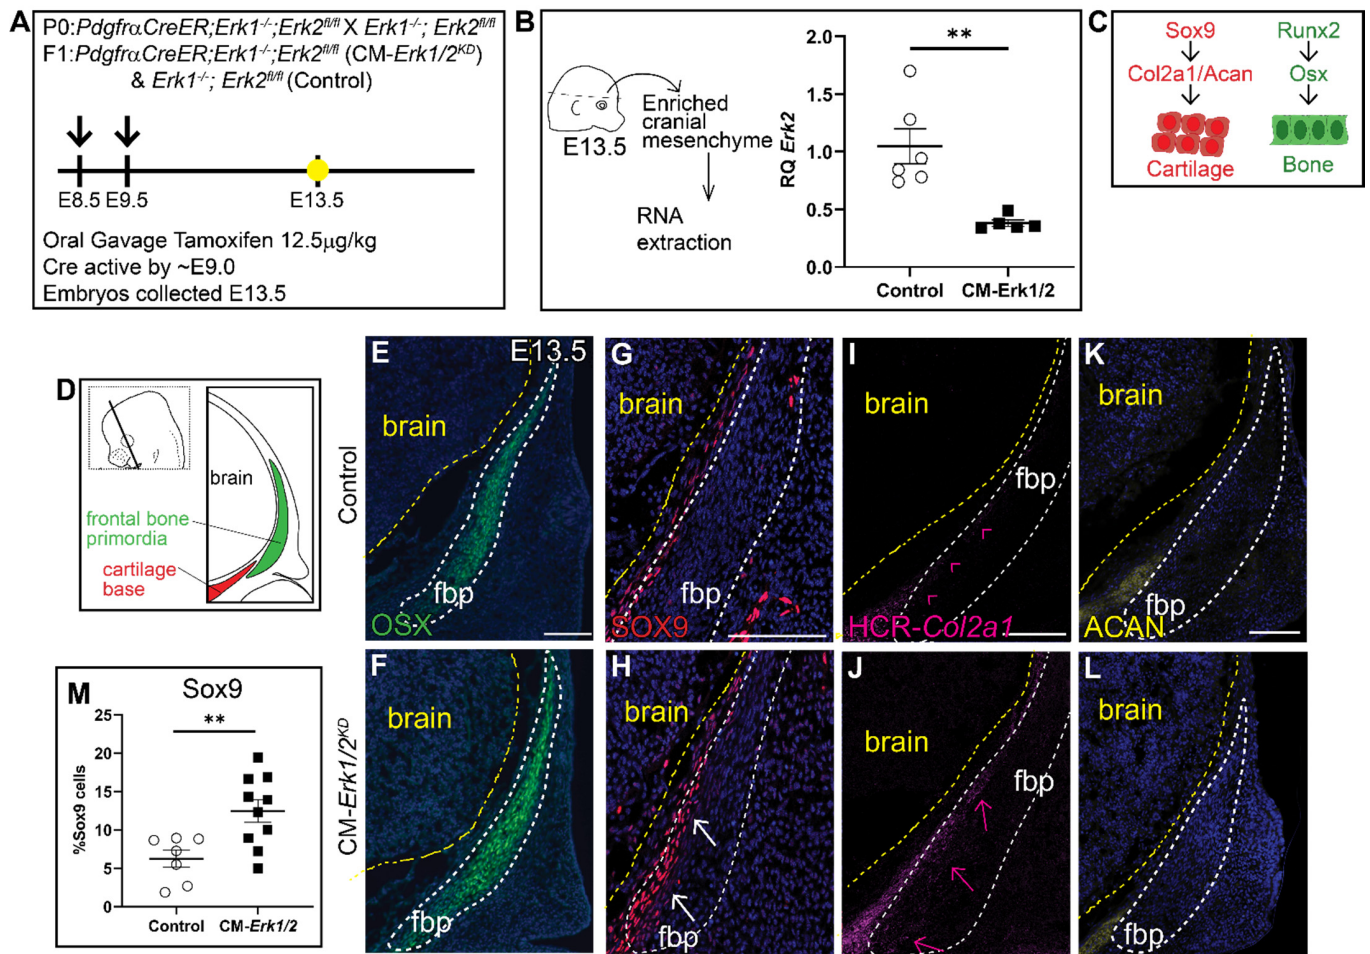 A
P0:PdgfrαCreER;Erk1-/-;Erk2fl/fl X Erk1-/-; Erk2fl/fl
F1:PdgfrαCreER;Erk1-/-;Erk2fl/fl (CM-Erk1/2KD)
& Erk1-/-; Erk2fl/fl (Control)
E8.5 E9.5 E13.5
Oral Gavage Tamoxifen 12.5µg/kg
Cre active by ~E9.0
Embryos collected E13.5
B
E13.5
Enriched
cranial
mesenchyme
RNA
extraction
RQ Erk2
2.0
1.5
1.0
0.5
0.0
**
Control CM-Erk1/2
C
Sox9 Runx2
Col2a1/Acan Osx
Cartilage Bone
D
brain
frontal bone
primordia
cartilage
base
Control
E E13.5
brain
fbp
OSX
G
brain
fbp
SOX9
I
brain
fbp
HCR-Col2a1
K
brain
fbp
ACAN
CM-Erk1/2KD
F
brain
fbp
H
brain
fbp
J
brain
fbp
L
brain
fbp
M
Sox9
%Sox9 cells
25
20
15
10
5
0
**
Control CM-Erk1/2